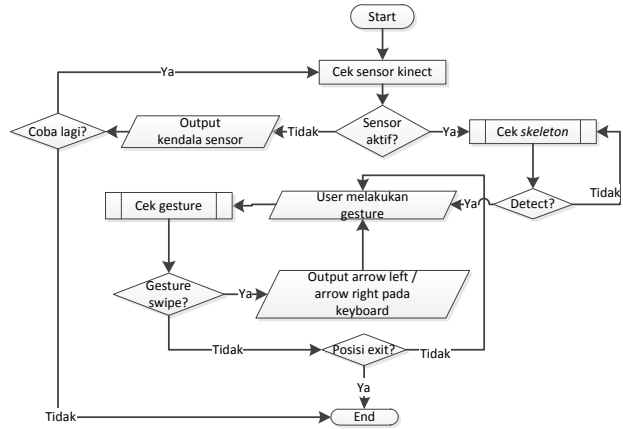 Start
Cek sensor kinect
Ya
Sensor
aktif?
Tidak
Output
kendala sensor
Coba lagi?
Ya
Cek skeleton
Detect?
Tidak
Ya
User melakukan
gesture
Cek gesture
Gesture
swipe?
Ya
Output arrow left /
arrow right pada
keyboard
Tidak
Posisi exit?
Tidak
Ya
Tidak
End